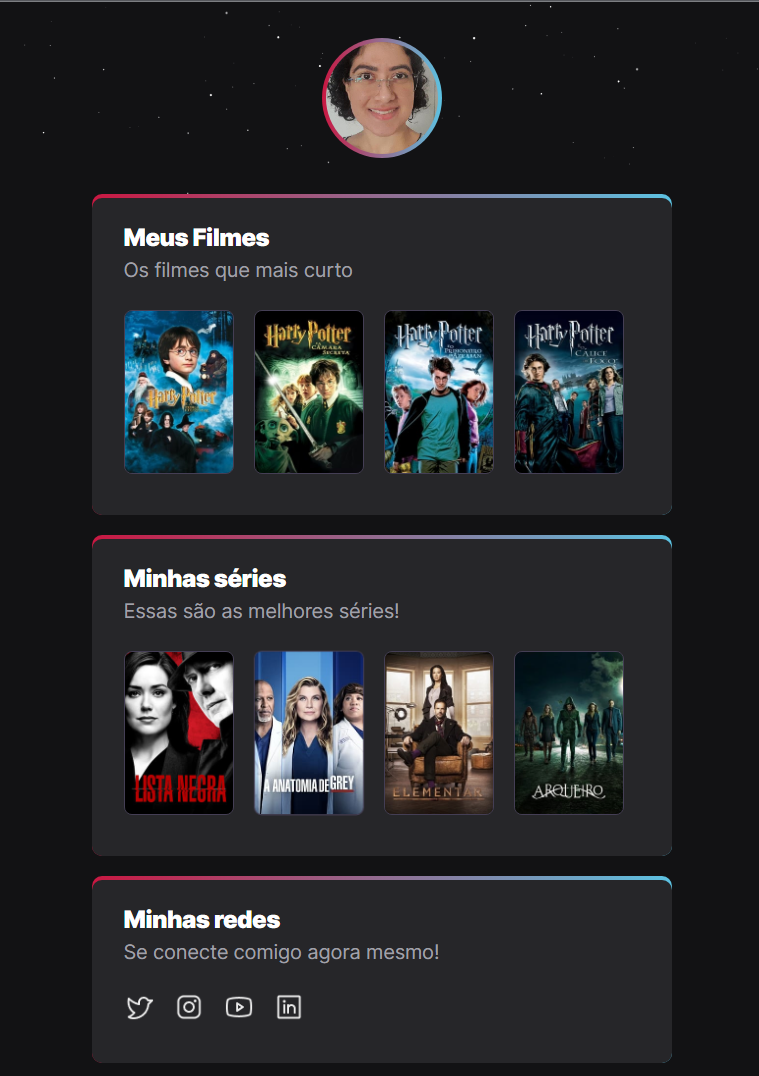 Meus Filmes
Os filmes que mais curto
Harry Potter
Harry Potter
E A
CÂMARA
SECRETA
Harry Potter
E O
PRISIONEIRO
DE AZKABAN
Harry Potter
E O
CÁLICE
DE FOGO
Minhas séries
Essas são as melhores séries!
LISTA NEGRA
A ANATOMIA DE GREY
ELEMENTAR
ARQUEIRO
Minhas redes
Se conecte comigo agora mesmo!
in